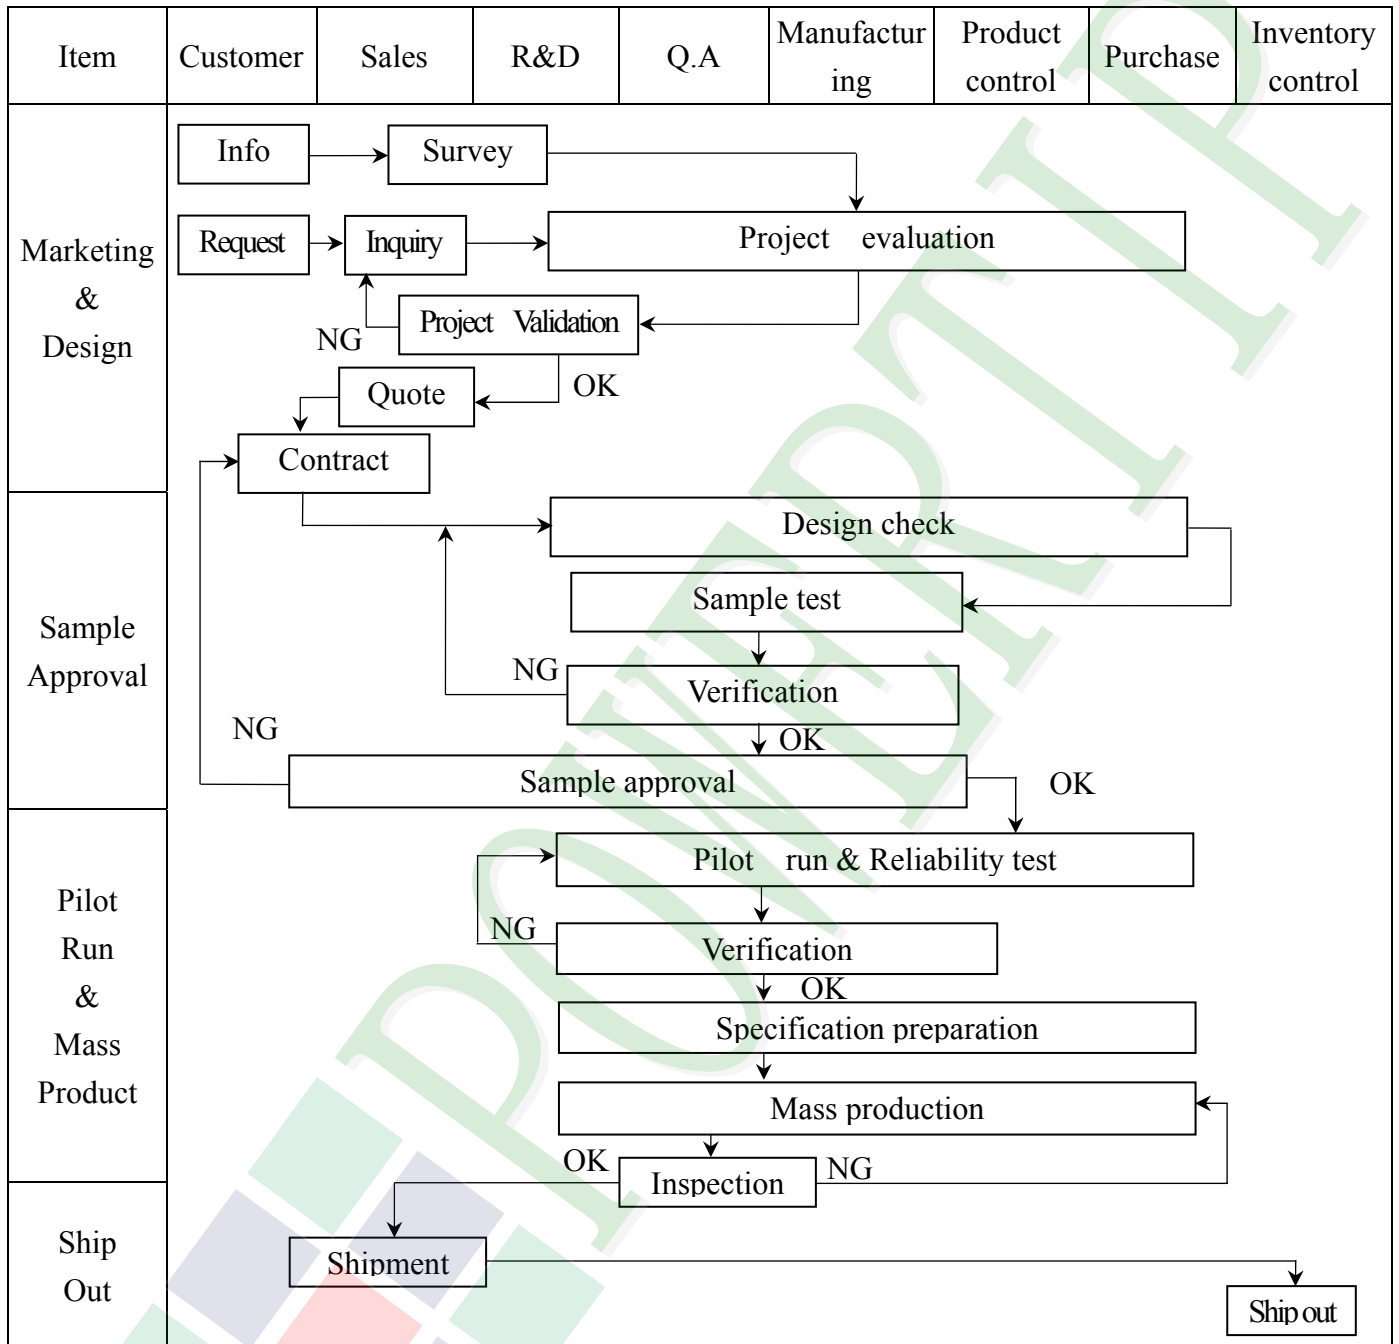 Item
Customer
Sales
R&D
Q.A
Manufactur
ing
Product
control
Purchase
Inventory
control
Marketing
&
Design
Info
Survey
Request
Inquiry
Project evaluation
Project Validation
NG
OK
Quote
Contract
Sample
Approval
Design check
Sample test
NG
Verification
OK
NG
Sample approval
OK
Pilot
Run
&
Mass
Product
Pilot run & Reliability test
NG
Verification
OK
Specification preparation
Mass production
OK
Inspection
NG
Ship
Out
Shipment
Ship out
POWERTIP